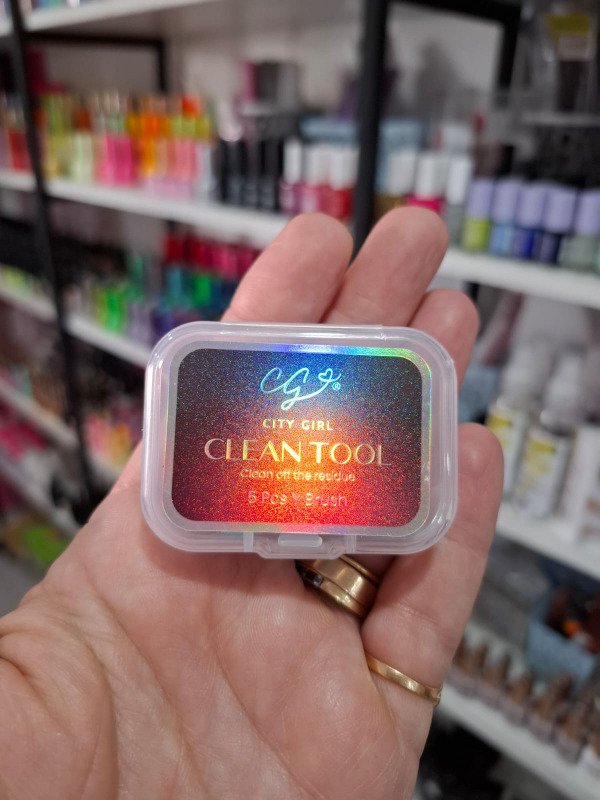 CG®
CITY GIRL
CLEAN TOOL
Clean off the residue
5 Pcs * Brush